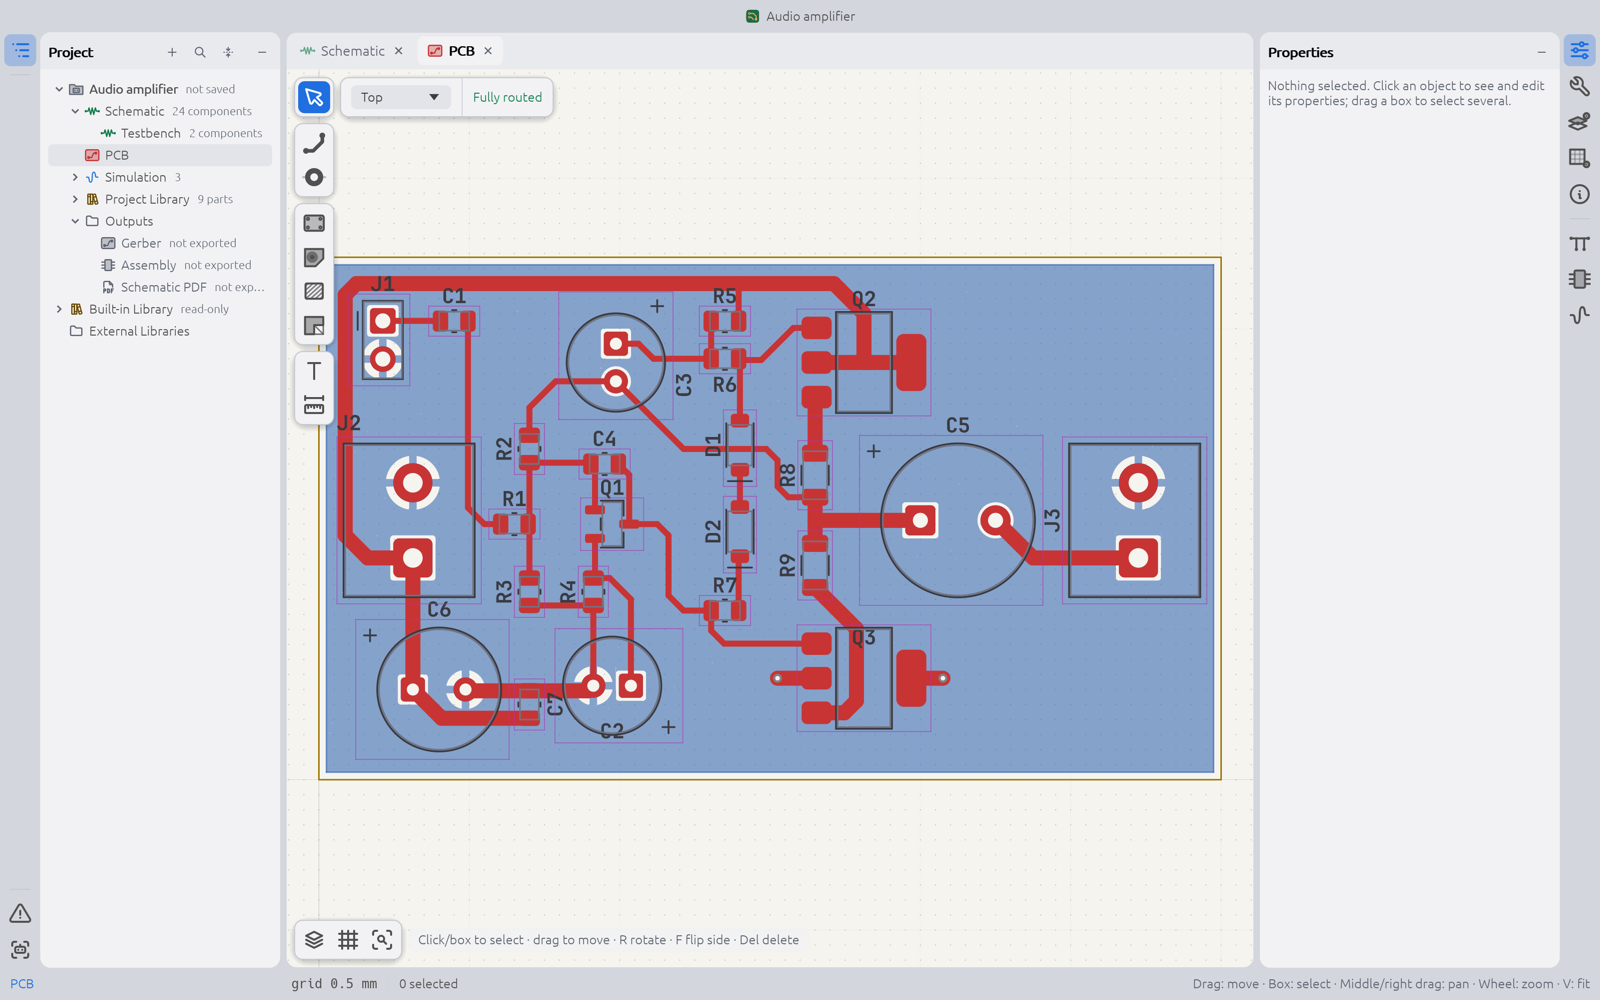 Audio amplifier
Project
Schematic
PCB
Properties
Audio amplifier not saved
Schematic 24 components
Testbench 2 components
PCB
Simulation 3
Project Library 9 parts
Outputs
Gerber not exported
Assembly not exported
Schematic PDF not exp...
Built-in Library read-only
External Libraries
Top
Fully routed
Nothing selected. Click an object to see and edit
its properties; drag a box to select several.
J1
C1
+
R5
Q2
C3
R6
J2
R2
C4
D1
R8
+
C5
R1
Q1
D2
J3
R3
R4
R9
R7
C6
+
Q3
C7
C2
+
Click/box to select · drag to move · R rotate · F flip side · Del delete
PCB
grid 0.5 mm
0 selected
Drag: move · Box: select · Middle/right drag: pan · Wheel: zoom · V: fit